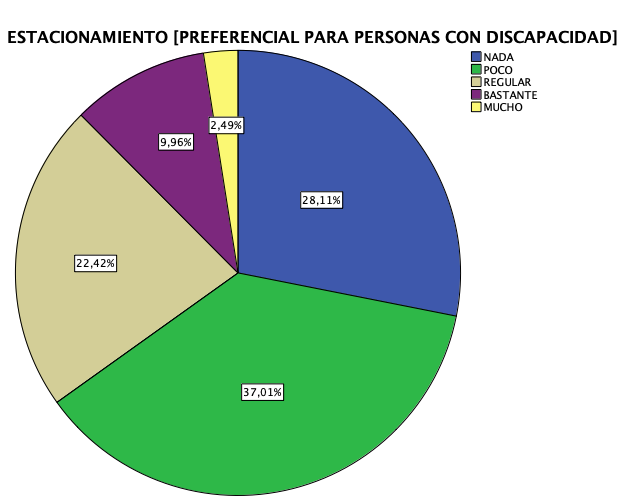 ESTACIONAMIENTO [PREFERENCIAL PARA PERSONAS CON DISCAPACIDAD]
NADA
POCO
REGULAR
BASTANTE
MUCHO
2,49%
9,96%
28,11%
22,42%
37,01%